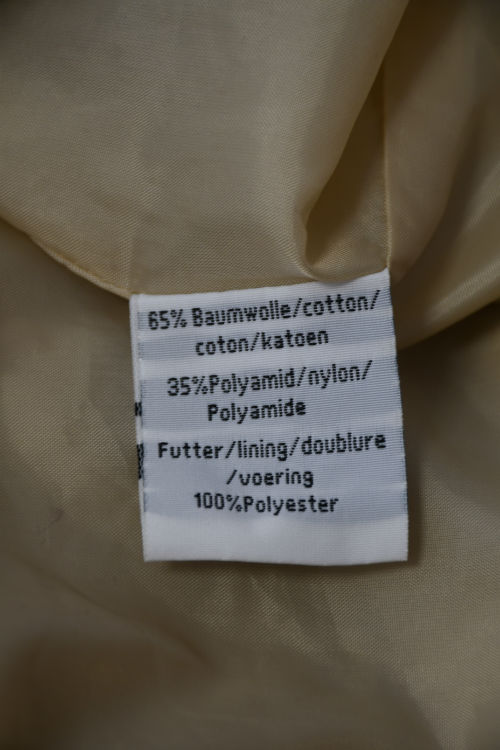 65% Baumwolle/cotton/
coton/katoen
35%Polyamid/nylon/
Polyamide
Futter/lining/doublure
/voering
100%Polyester